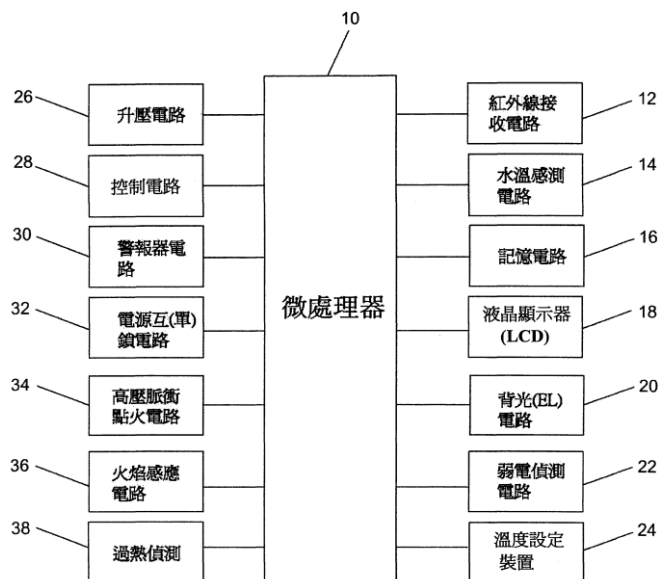 10
26
升壓電路
紅外線接
收電路
12
28
控制電路
水溫感測
電路
14
30
警報器電
路
記憶電路
16
32
電源互(單)
鎖電路
微處理器
液晶顯示器
(LCD)
18
34
高壓脈衝
點火電路
背光(EL)
電路
20
36
火焰感應
電路
弱電偵測
電路
22
38
過熱偵測
溫度設定
裝置
24